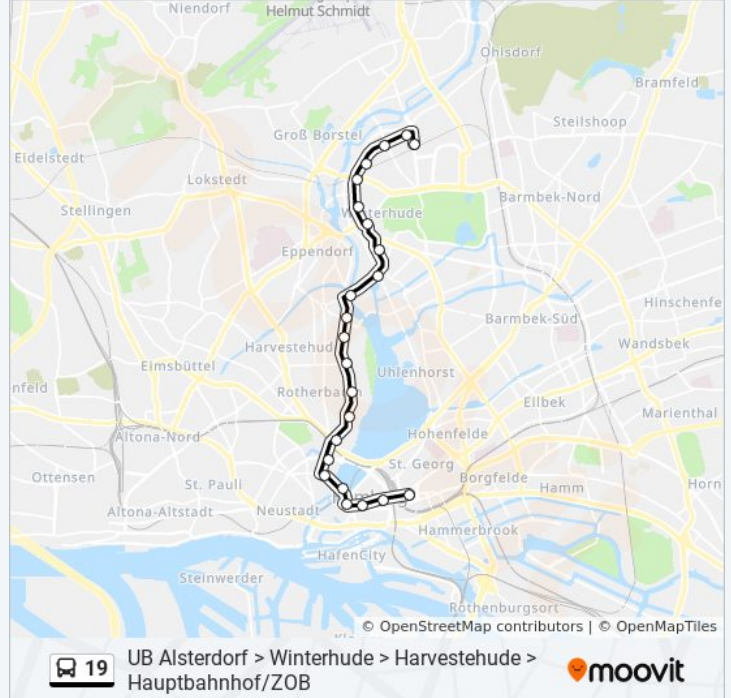 Niendorf
Helmut Schmidt
Ohlsdorf
Bramfeld
Steilshoop
Groß Borstel
Eidelstedt
Lokstedt
Barmbek-Nord
Stellingen
Winterhude
Eppendorf
Hinschenfe
Barmbek-Süd
Wandsbek
Harvestehud
Eimsbüttel
Uhlenhorst
nfeld
Rotherba
Eilbek
Marienthal
Altona-Nord
Hohenfelde
St. Georg
Ottensen
St. Pauli
Borgfelde
Hamm
Horn
Altona-Altstadt
Neustadt
Hammerbrook
HafenCity
Steinwerder
Rothenburgsort
© OpenStreetMap contributors | © OpenMapTiles
19
UB Alsterdorf > Winterhude > Harvestehude >
Hauptbahnhof/ZOB
moovit